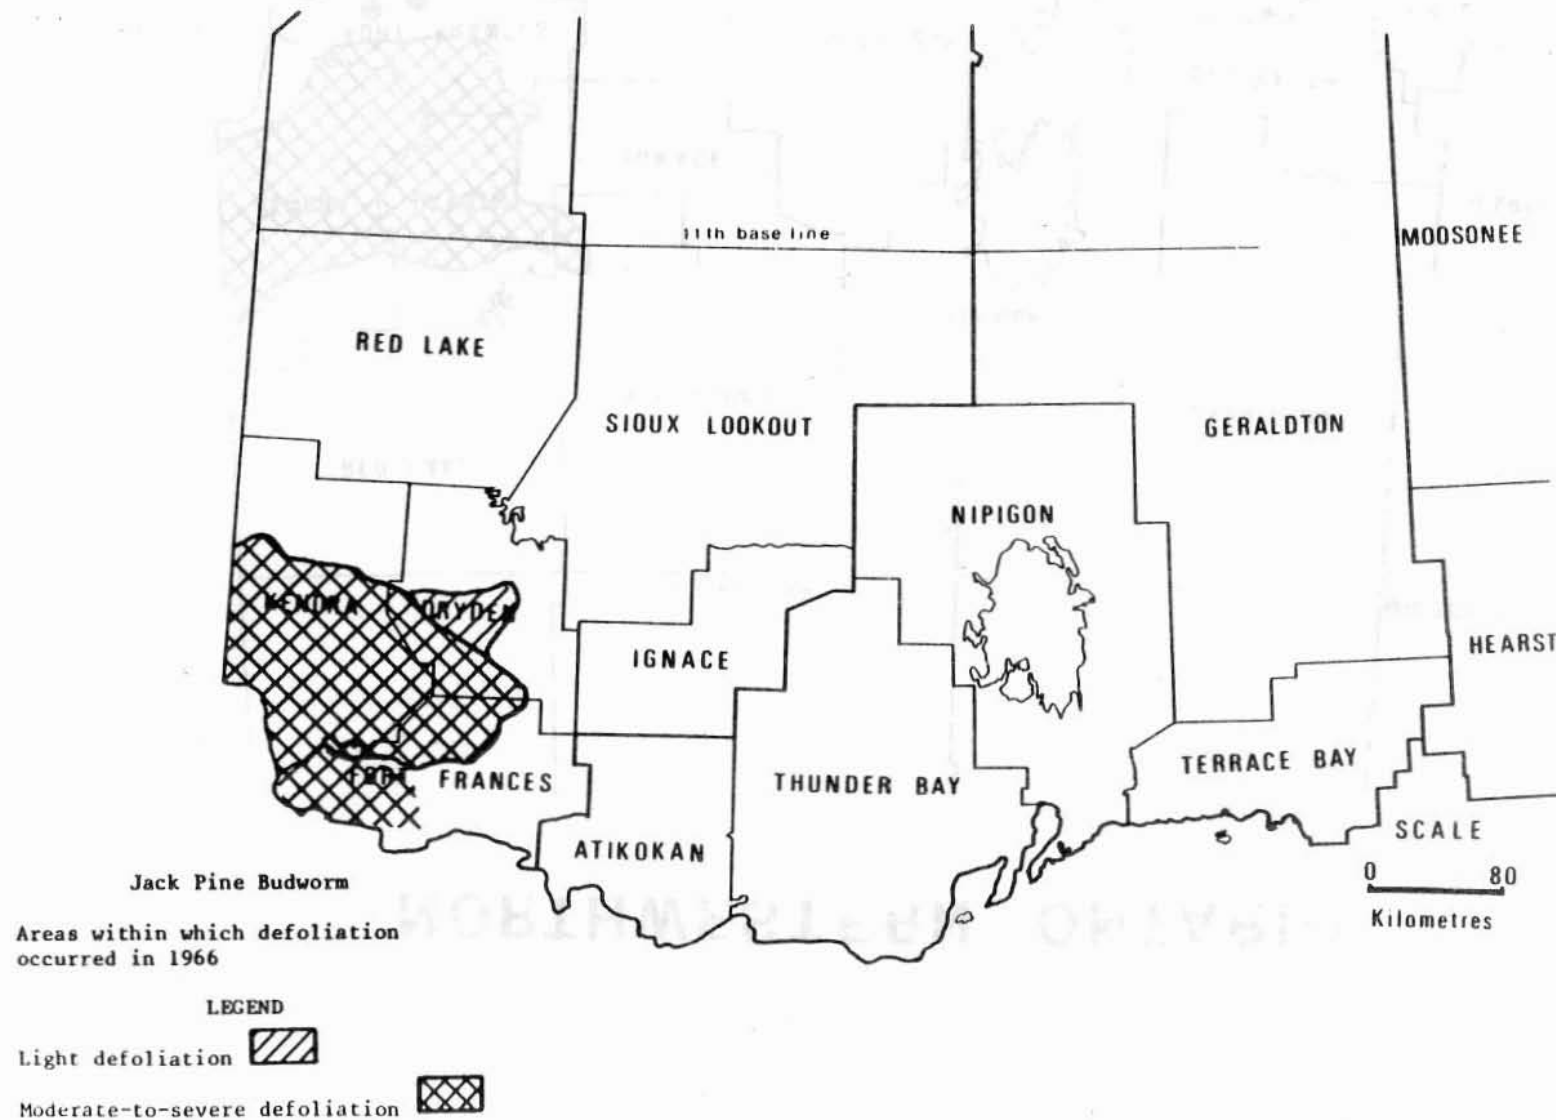 11th base line
MOOSONEE
RED LAKE
SIOUX LOOKOUT
GERALDTON
NIPIGON
KENORA
DRYDEN
IGNACE
HEARST
FORT FRANCES
THUNDER BAY
TERRACE BAY
ATIKOKAN
SCALE
0 80
Kilometres
Jack Pine Budworm
Areas within which defoliation
occurred in 1966
LEGEND
Light defoliation
Moderate-to-severe defoliation